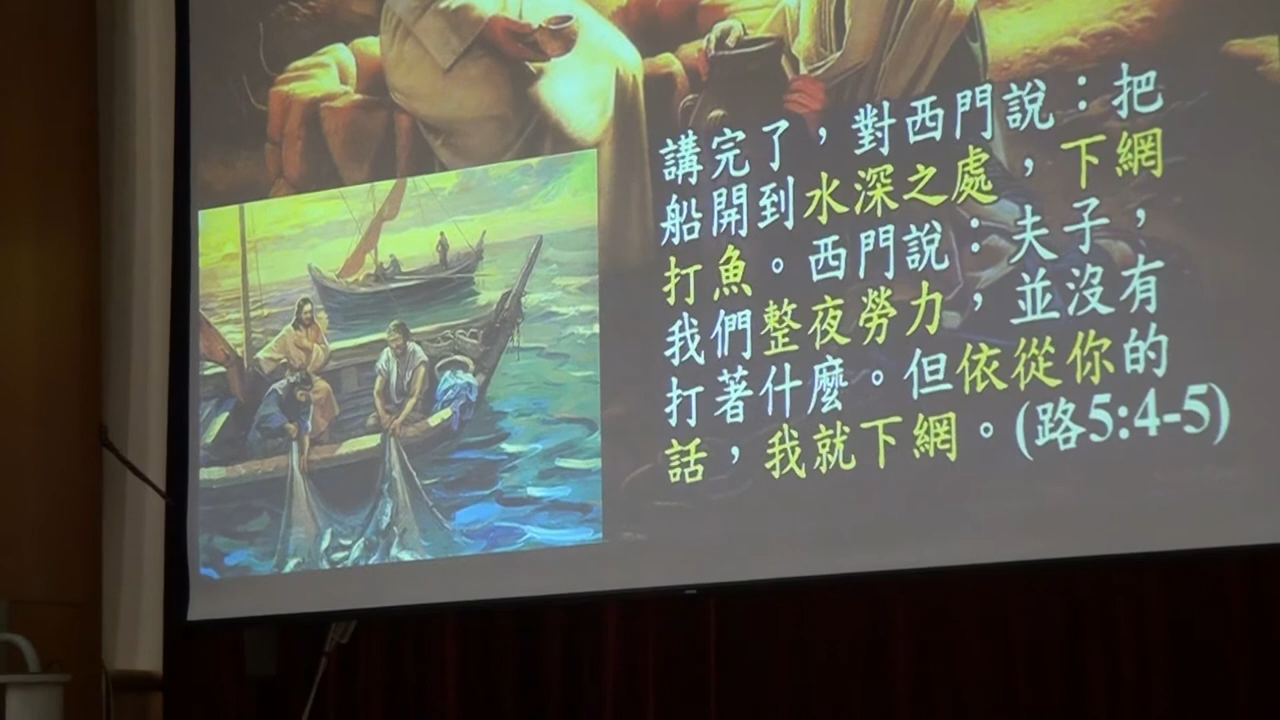 講完了，對西門說：把
船開到水深之處，下網
打魚。西門說：夫子，
我們整夜勞力，並沒有
打著什麼。但依從你的
話，我就下網。(路5:4-5)